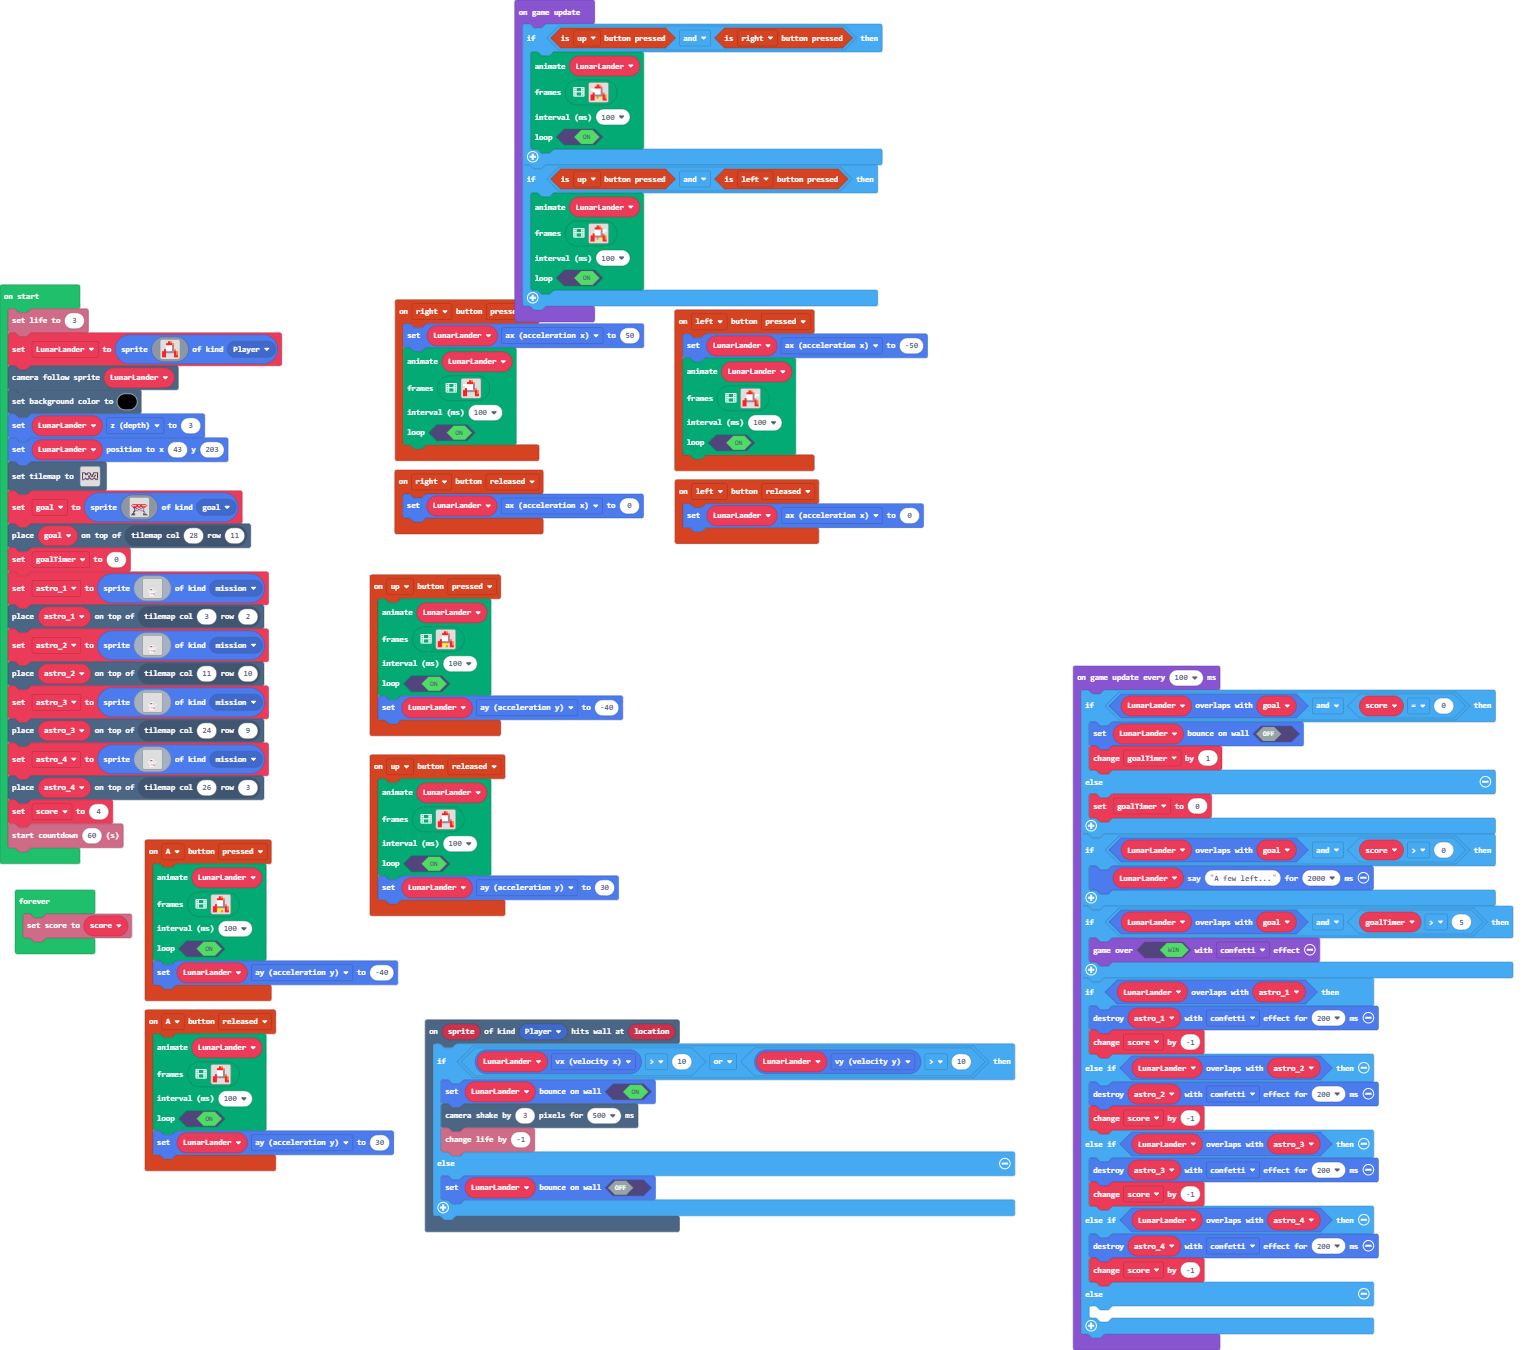 on game update
if is up button pressed and is right button pressed then
animate LunarLander
frames
interval (ms) 100
loop ON
if is up button pressed and is left button pressed then
animate LunarLander
frames
interval (ms) 100
loop ON
on start
set life to 3
set LunarLander to sprite of kind Player
camera follow sprite LunarLander
set background color to
set LunarLander z (depth) to 3
set LunarLander position to x 43 y 203
set tilemap to
set goal to sprite of kind goal
place goal on top of tilemap col 28 row 11
set goalTimer to 0
set astro_1 to sprite of kind mission
place astro_1 on top of tilemap col 3 row 2
set astro_2 to sprite of kind mission
place astro_2 on top of tilemap col 11 row 10
set astro_3 to sprite of kind mission
place astro_3 on top of tilemap col 24 row 9
set astro_4 to sprite of kind mission
place astro_4 on top of tilemap col 26 row 3
set score to 4
start countdown 60 (s)
forever
set score to score
on right button press
set LunarLander ax (acceleration x) to 50
animate LunarLander
frames
interval (ms) 100
loop ON
on right button released
set LunarLander ax (acceleration x) to 0
on left button pressed
set LunarLander ax (acceleration x) to -50
animate LunarLander
frames
interval (ms) 100
loop ON
on left button released
set LunarLander ax (acceleration x) to 0
on up button pressed
animate LunarLander
frames
interval (ms) 100
loop ON
set LunarLander ay (acceleration y) to -40
on up button released
animate LunarLander
frames
interval (ms) 100
loop ON
set LunarLander ay (acceleration y) to 30
on A button pressed
animate LunarLander
frames
interval (ms) 100
loop ON
set LunarLander ay (acceleration y) to -40
on A button released
animate LunarLander
frames
interval (ms) 100
loop ON
set LunarLander ay (acceleration y) to 30
on sprite of kind Player hits wall at location
if LunarLander vx (velocity x) > 10 or LunarLander vy (velocity y) > 10 then
set LunarLander bounce on wall ON
camera shake by 3 pixels for 500 ms
change life by -1
else
set LunarLander bounce on wall OFF
on game update every 100 ms
if LunarLander overlaps with goal and score = 0 then
set LunarLander bounce on wall OFF
change goalTimer by 1
else
set goalTimer to 0
if LunarLander overlaps with goal and score > 0 then
LunarLander say "A few left..." for 2000 ms
if LunarLander overlaps with goal and goalTimer > 5 then
game over WIN with confetti effect
if LunarLander overlaps with astro_1 then
destroy astro_1 with confetti effect for 200 ms
change score by -1
else if LunarLander overlaps with astro_2 then
destroy astro_2 with confetti effect for 200 ms
change score by -1
else if LunarLander overlaps with astro_3 then
destroy astro_3 with confetti effect for 200 ms
change score by -1
else if LunarLander overlaps with astro_4 then
destroy astro_4 with confetti effect for 200 ms
change score by -1
else